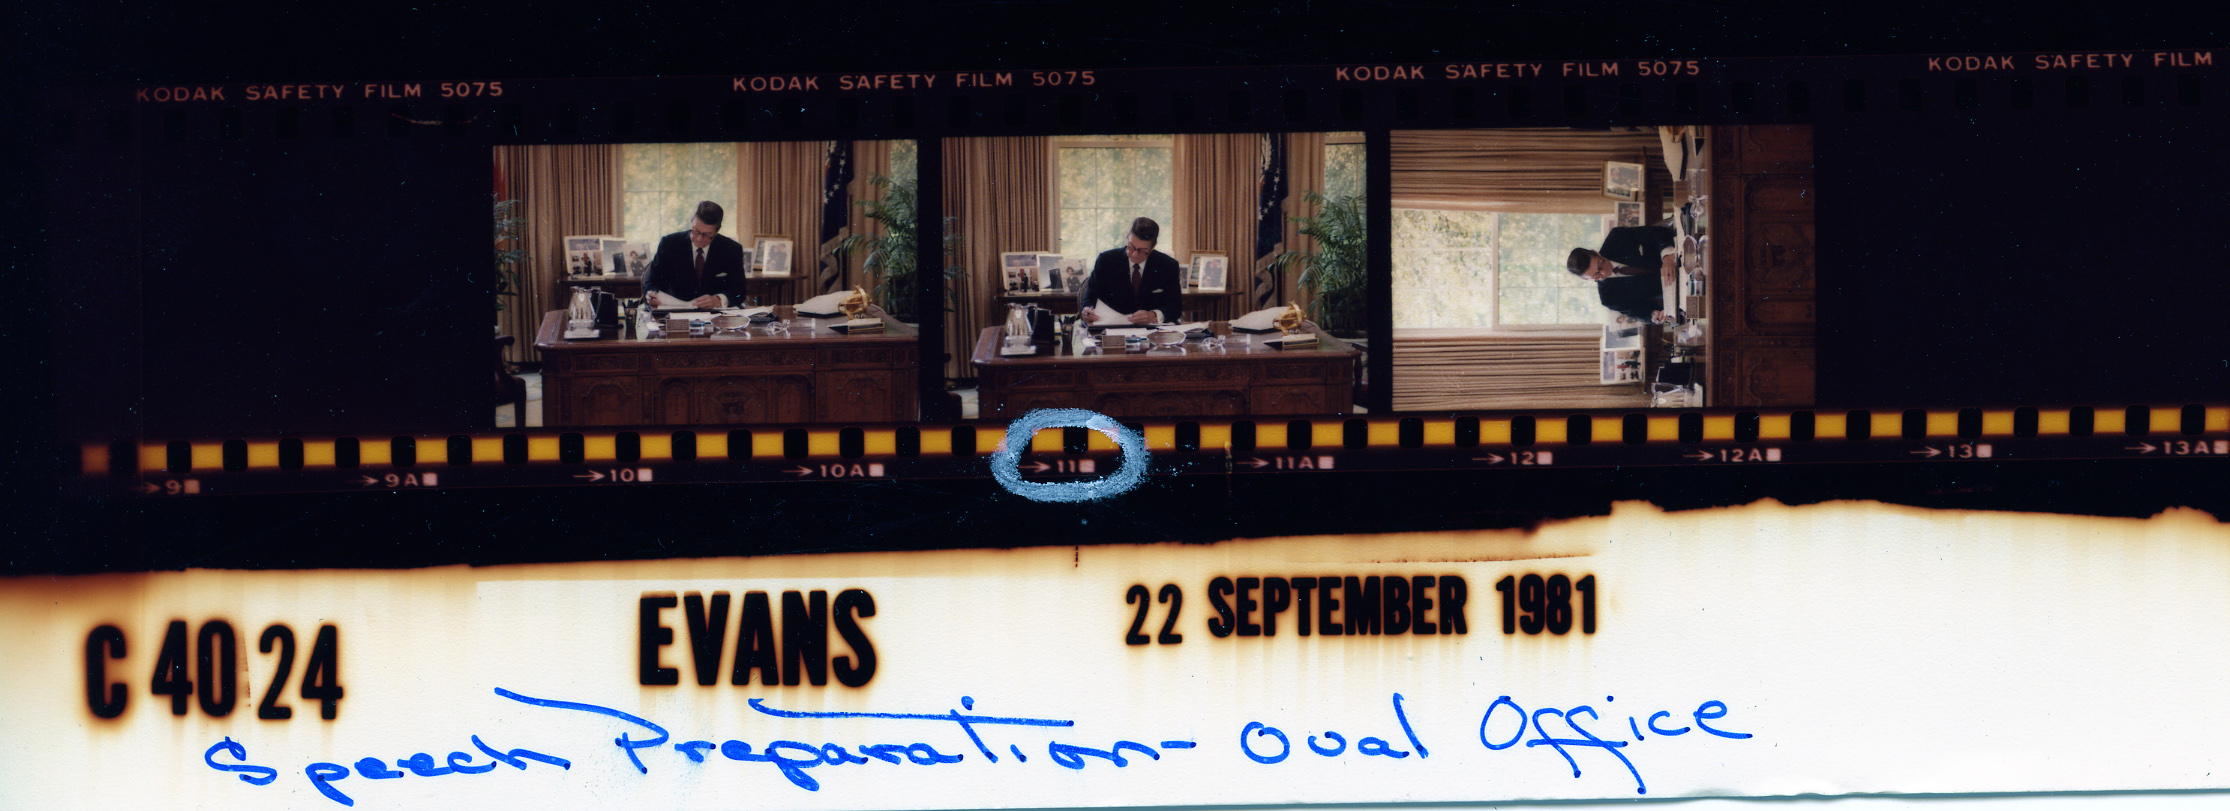 KODAK SAFETY FILM 5075 KODAK SAFETY FILM 5075 KODAK SAFETY FILM 5075 KODAK SAFETY FILM
→9 →9A →10 →10A →11 →11A →12 →12A →13 →13A
C 40 24 EVANS 22 SEPTEMBER 1981
Speech Preparation - Oval Office